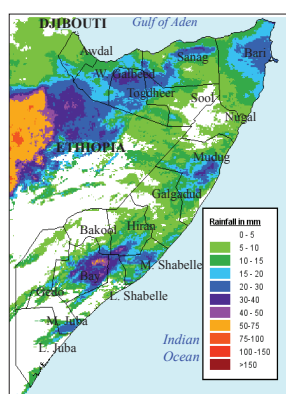 DJIBOUTI
Gulf of Aden
Awdal
Sanag
Bari
W. Galbeed
Togdheer
Sool
Nugal
ETHIOPIA
Mudug
Galgadud
Hiran
Bakool
M. Shabelle
Bay
Gedo
L. Shabelle
M. Juba
L. Juba
Indian
Ocean
Rainfall in mm
0 - 5
5 - 10
10 - 15
15 - 20
20 - 30
30-40
40 - 50
50-75
75-100
100 -150
>150